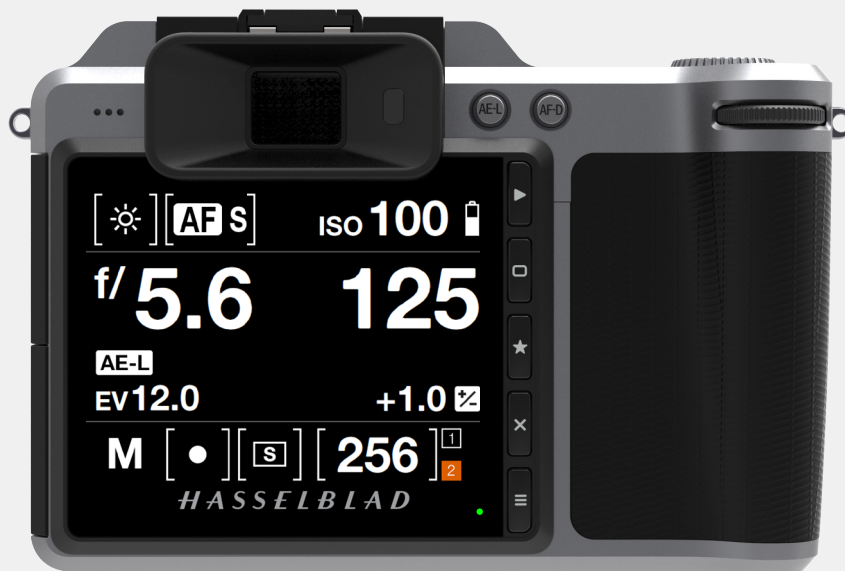 AE-L AF-D
AF S ISO 100
f/5.6 125
AE-L
EV12.0 +1.0
M S 256 1
2
HASSELBLAD